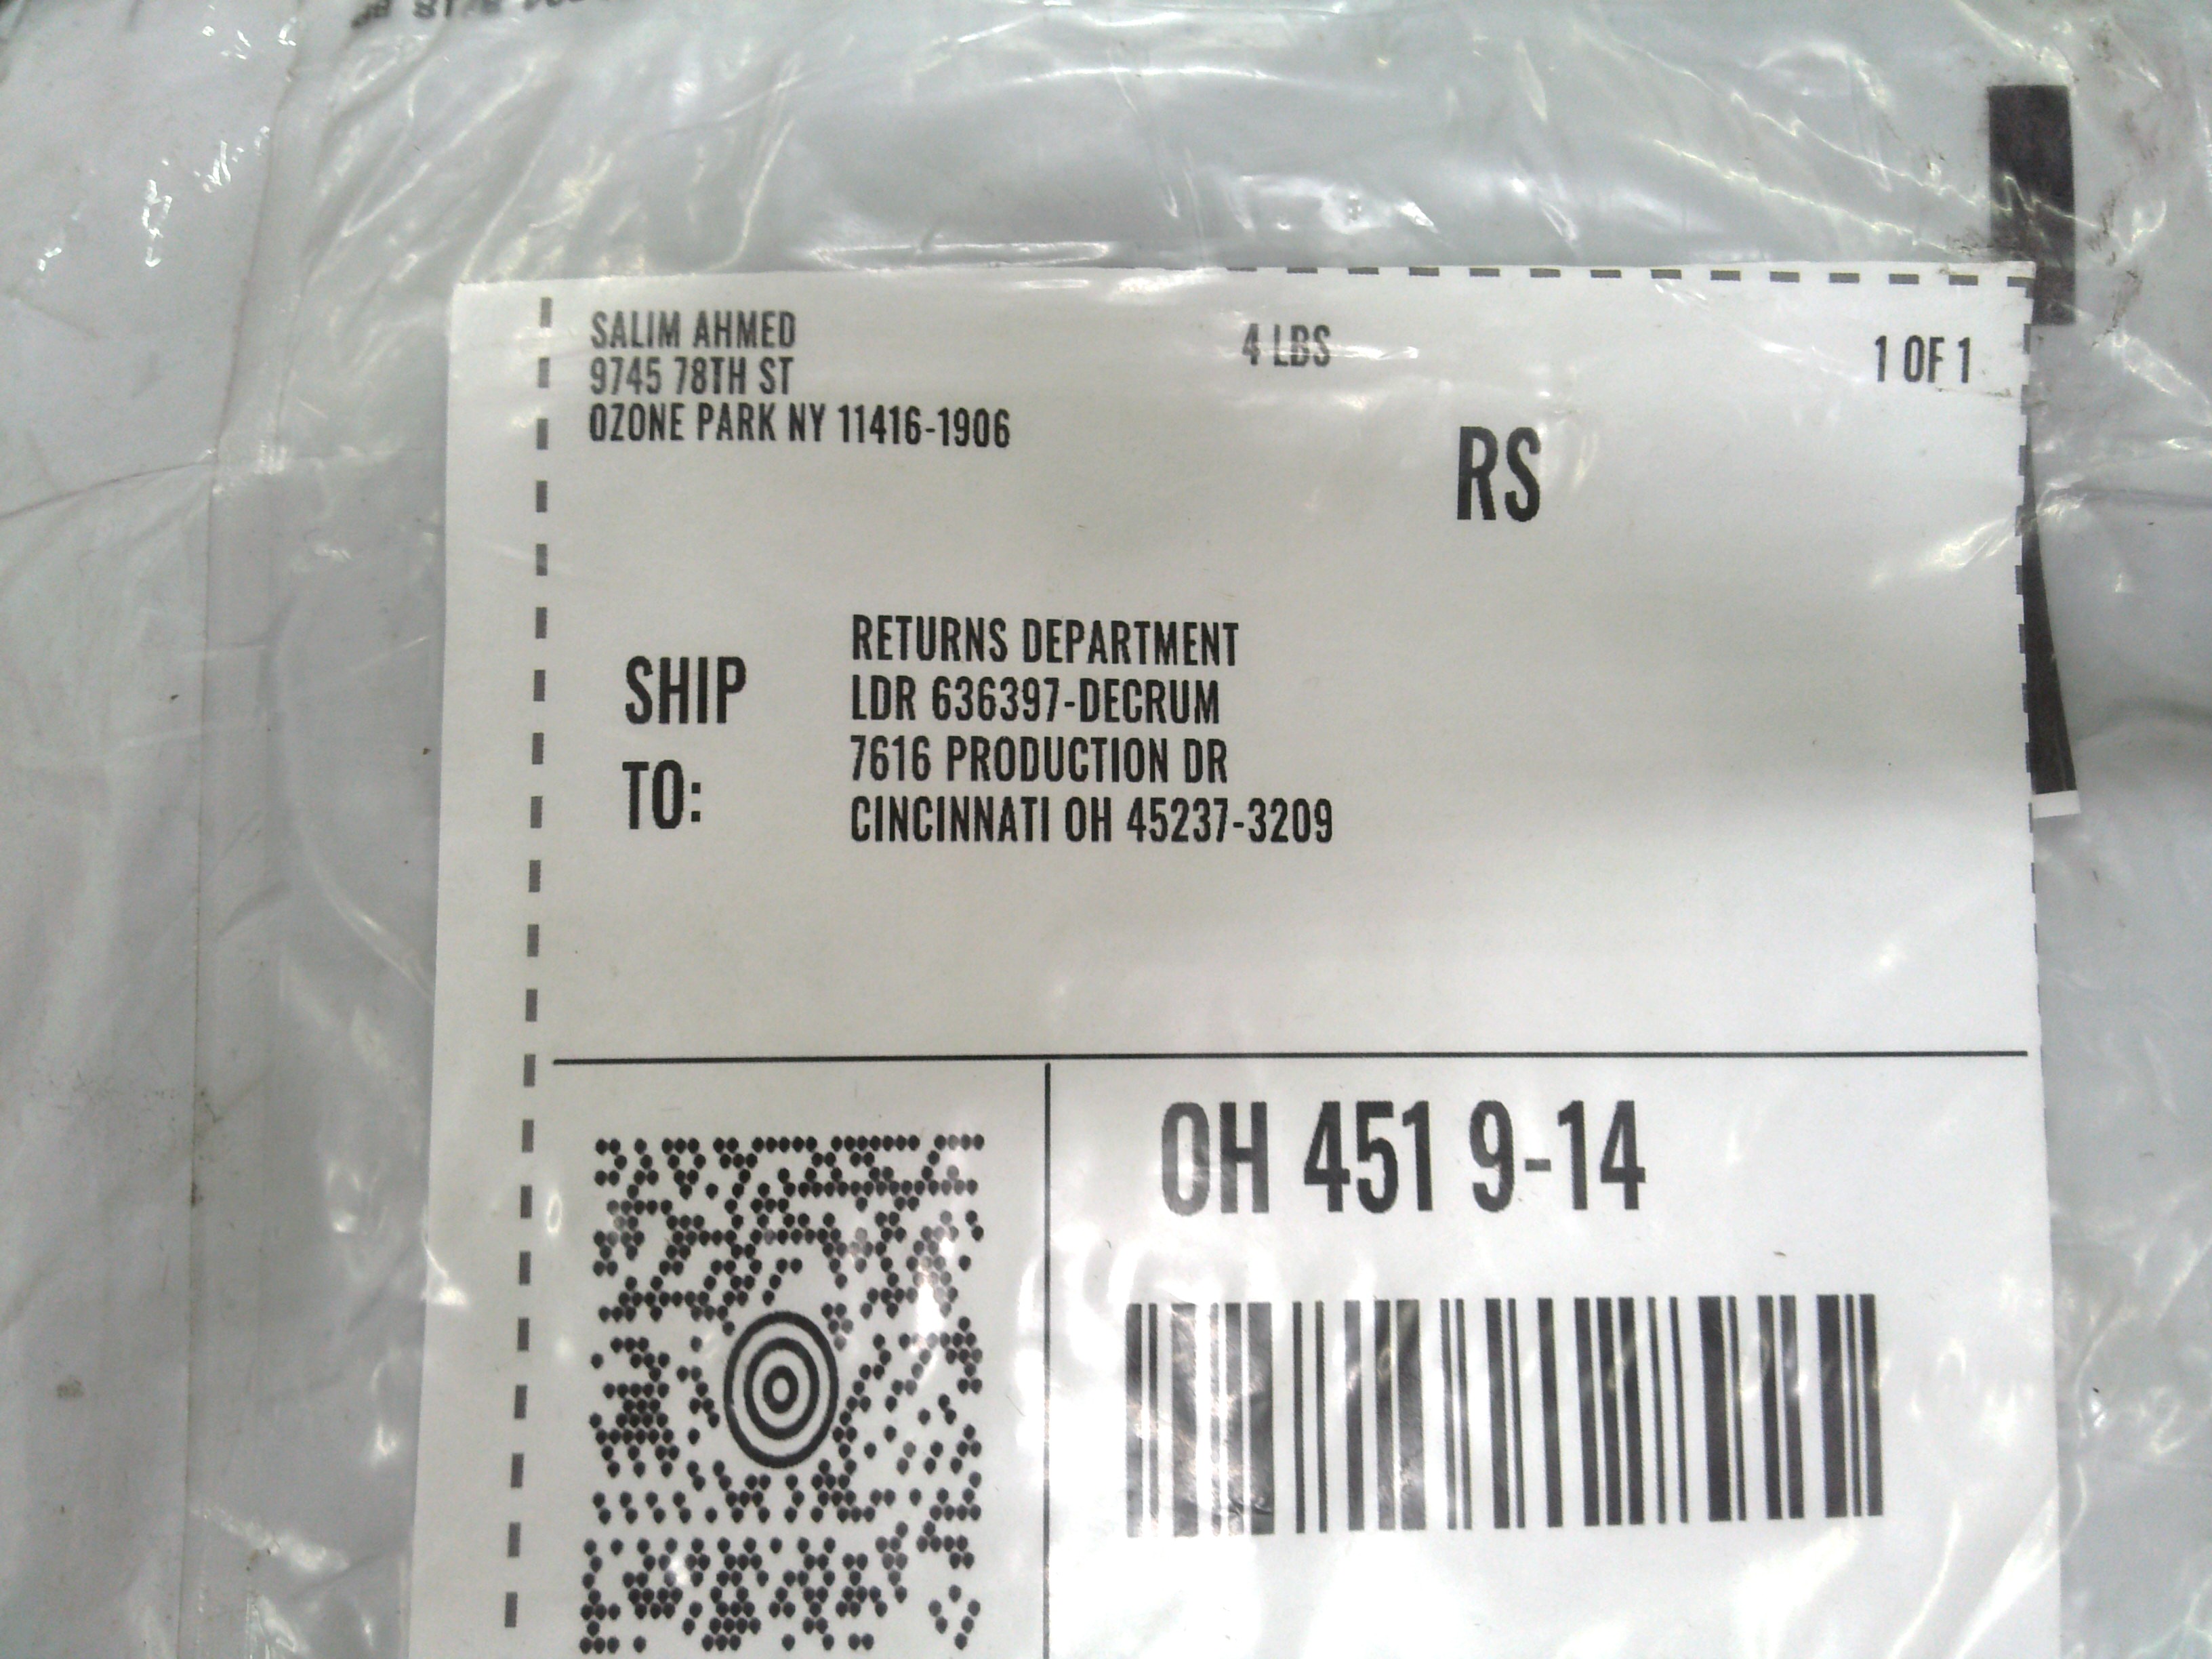 SALIM AHMED
9745 78TH ST
OZONE PARK NY 11416-1906
4 LBS
1 OF 1
RS
SHIP
TO:
RETURNS DEPARTMENT
LDR 636397-DECRUM
7616 PRODUCTION DR
CINCINNATI OH 45237-3209
OH 451 9-14